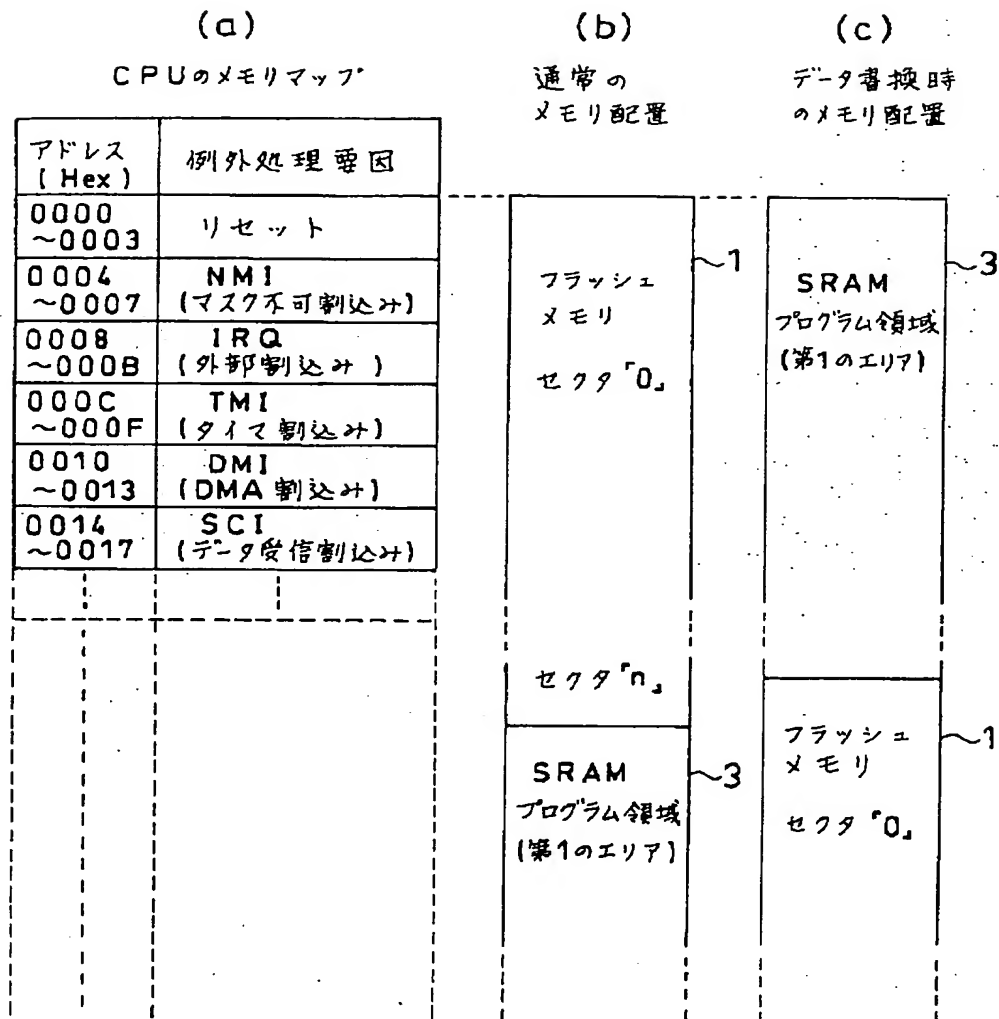 (a)
CPUのメモリマップ
アドレス
(Hex)
例外処理要因
0000
~0003
リセット
0004
~0007
NMI
(マスク不可割込み)
0008
~000B
IRQ
(外部割込み)
000C
~000F
TMI
(タイマ割込み)
0010
~0013
DMI
(DMA割込み)
0014
~0017
SCI
(データ受信割込み)
(b)
通常の
メモリ配置
フラッシュ
メモリ
セクタ「0」
~1
セクタ「n」
SRAM
プログラム領域
(第1のエリア)
~3
(c)
データ書換時
のメモリ配置
SRAM
プログラム領域
(第1のエリア)
~3
フラッシュ
メモリ
セクタ「0」
~1